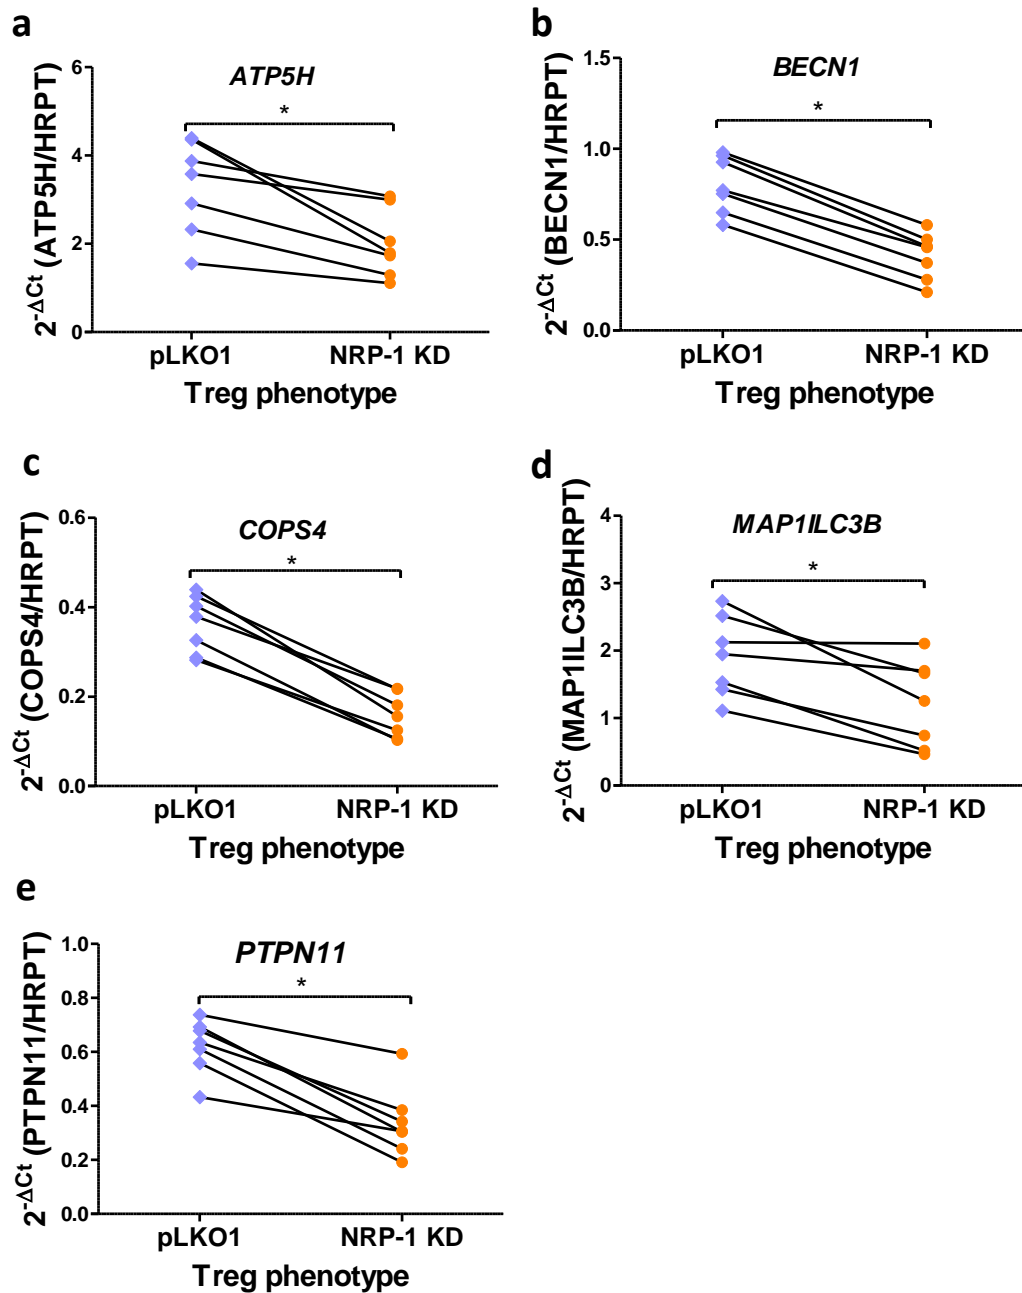 a
ATP5H
*
2^-ΔCt (ATP5H/HRPT)
6
4
2
0
pLKO1 NRP-1 KD
Treg phenotype
b
BECN1
*
2^-ΔCt (BECN1/HRPT)
1.5
1.0
0.5
0.0
pLKO1 NRP-1 KD
Treg phenotype
c
COPS4
*
2^-ΔCt (COPS4/HRPT)
0.6
0.4
0.2
0.0
pLKO1 NRP-1 KD
Treg phenotype
d
MAP1ILC3B
*
2^-ΔCt (MAP1ILC3B/HRPT)
4
3
2
1
0
pLKO1 NRP-1 KD
Treg phenotype
e
PTPN11
*
2^-ΔCt (PTPN11/HRPT)
1.0
0.8
0.6
0.4
0.2
0.0
pLKO1 NRP-1 KD
Treg phenotype